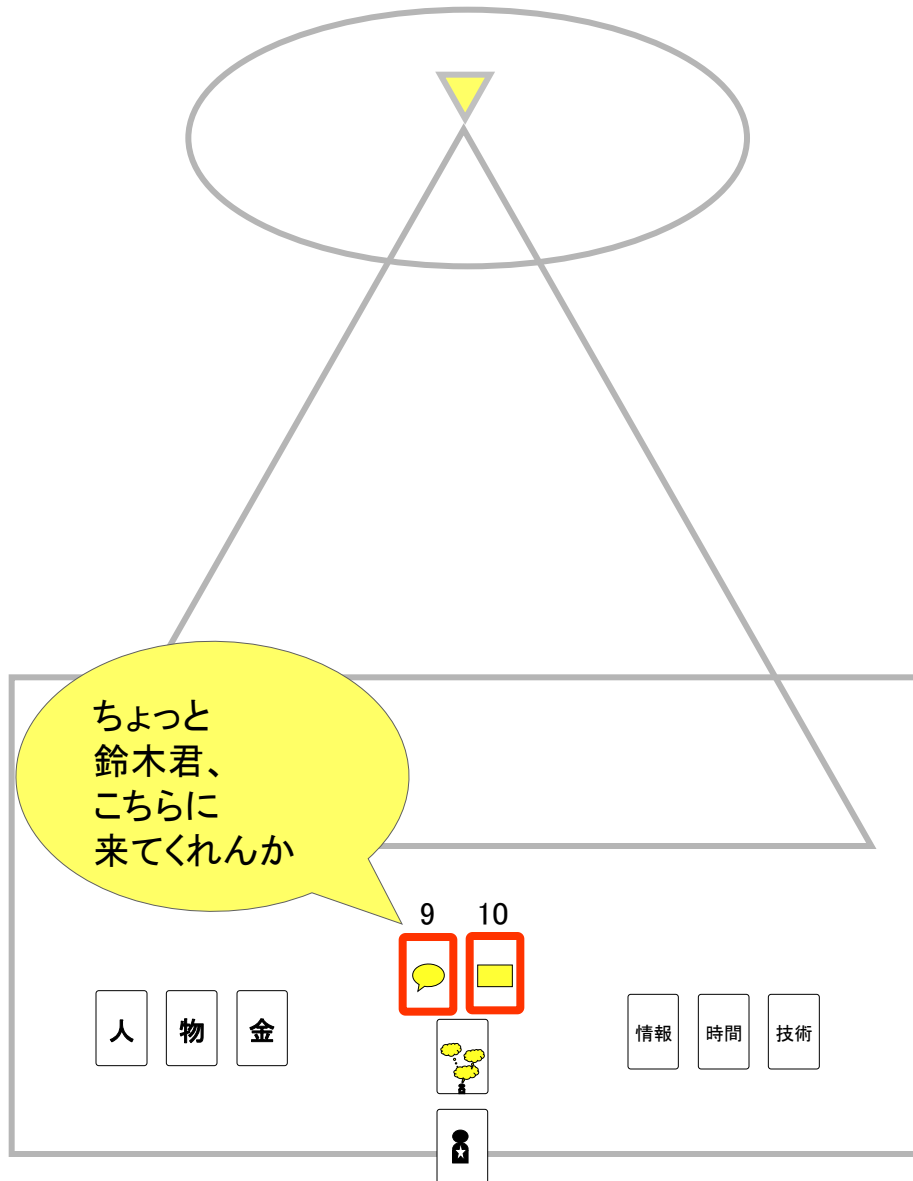 ちょっと
鈴木君、
こちらに
来てくれんか
9 10
人 物 金
情報 時間 技術